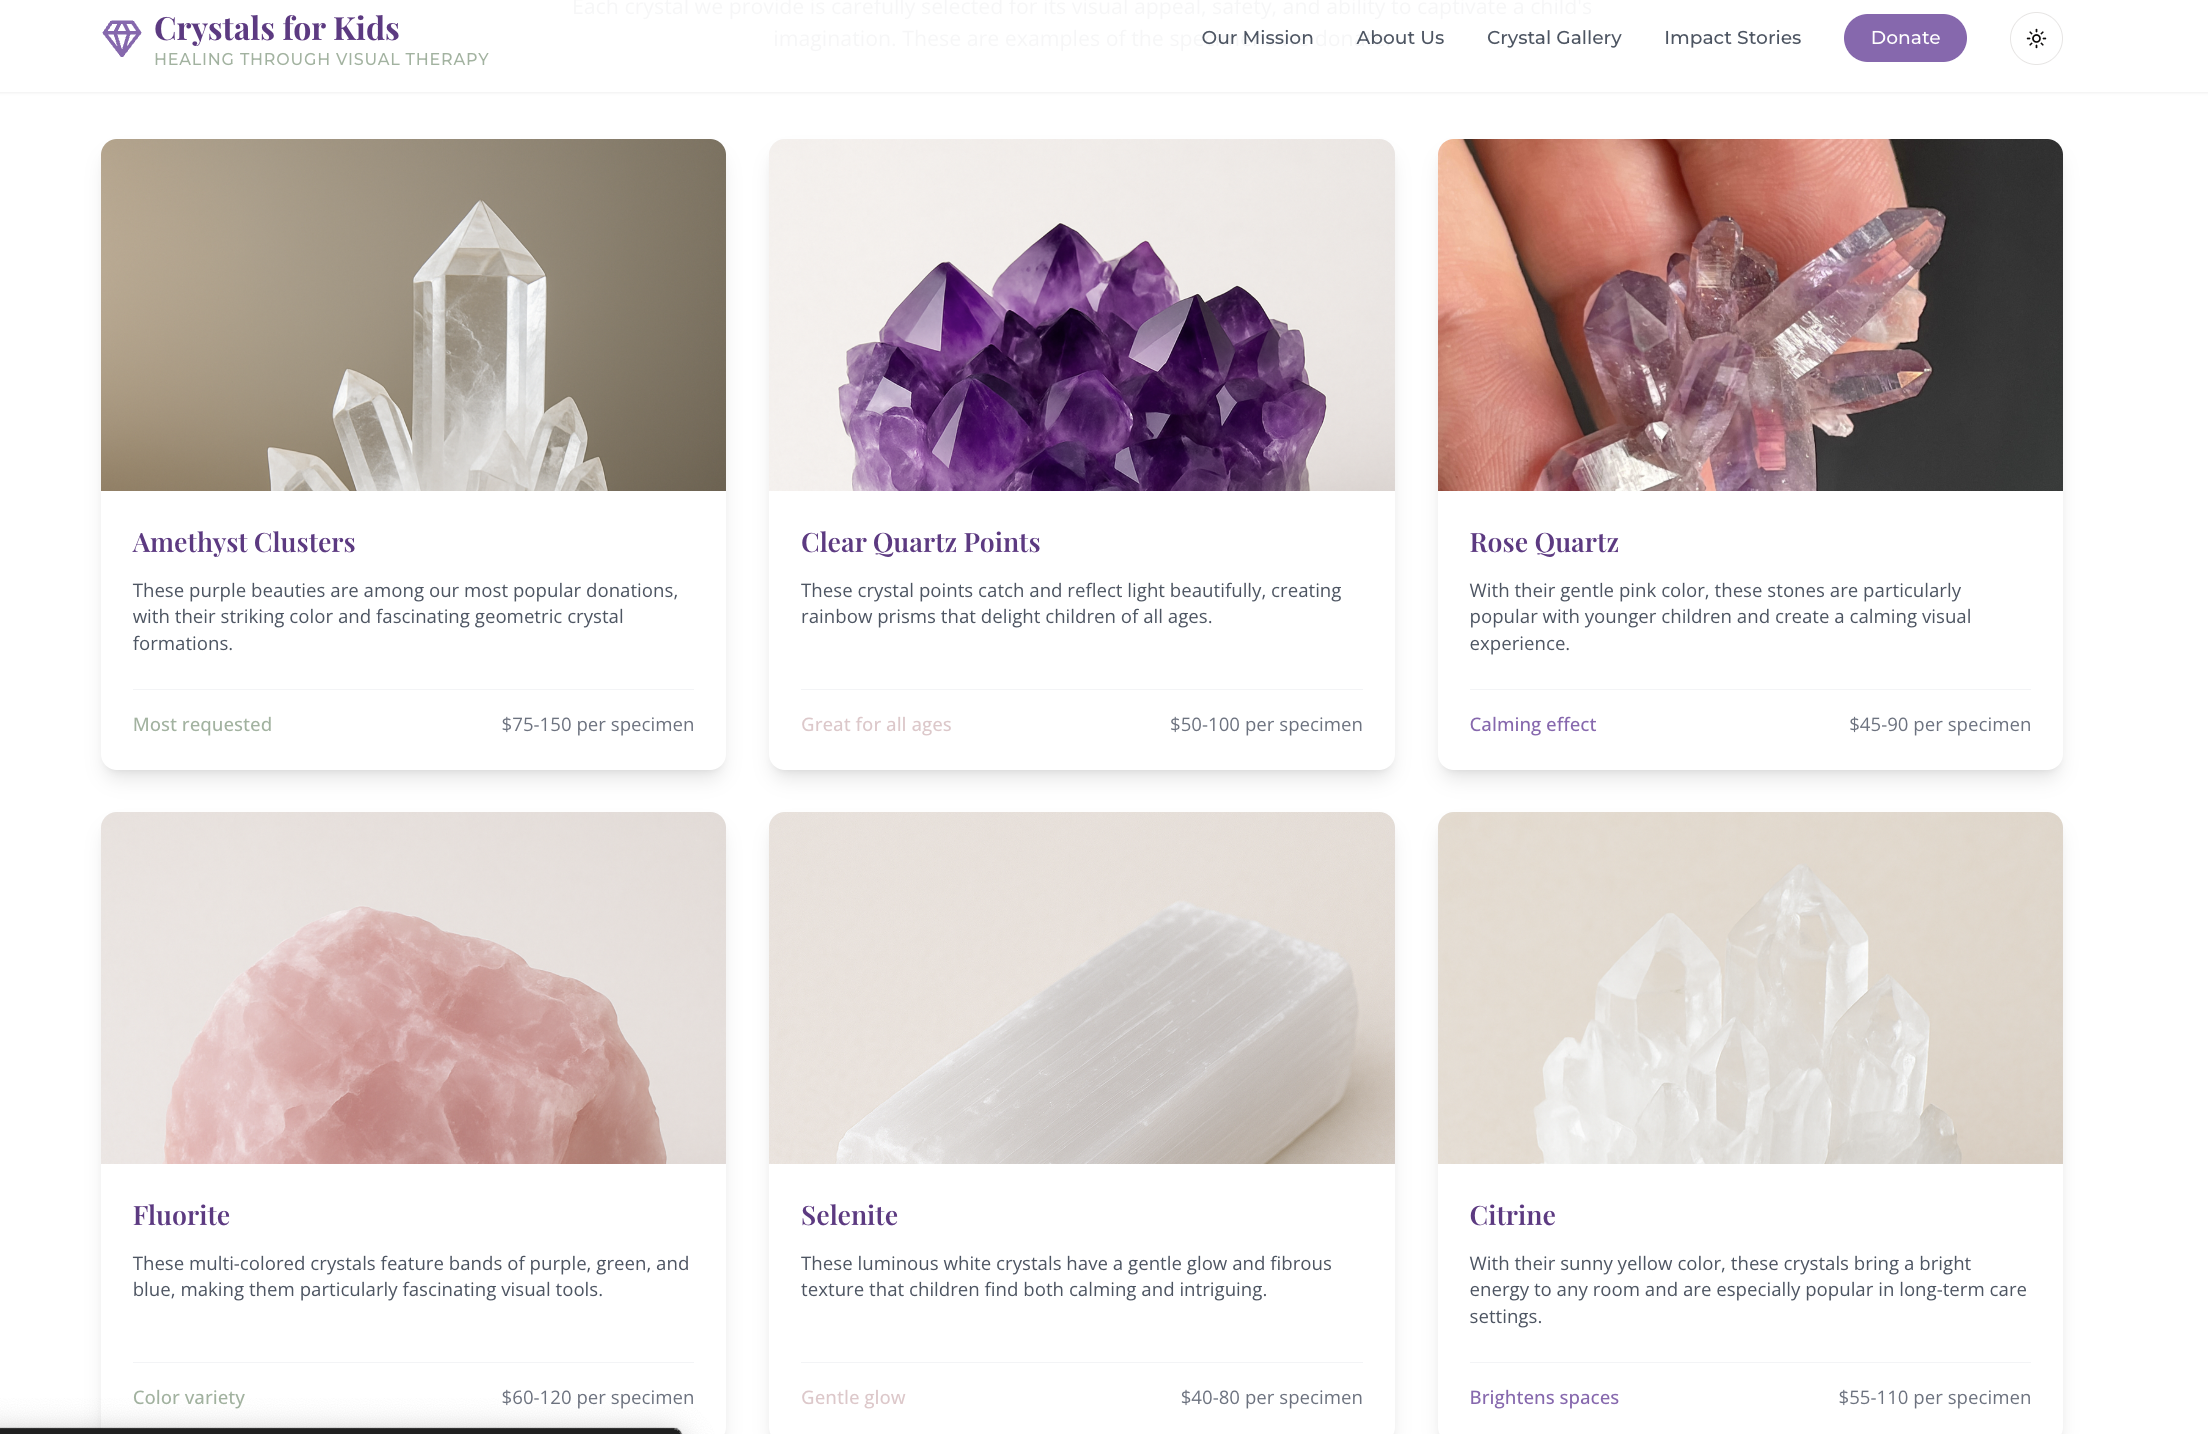 Each crystal we provide is carefully selected for its visual appeal, safety, and ability to captivate a child's
imagination. These are examples of the spe
Crystals for Kids
HEALING THROUGH VISUAL THERAPY
Our Mission
About Us
Crystal Gallery
Impact Stories
Donate
Amethyst Clusters
These purple beauties are among our most popular donations,
with their striking color and fascinating geometric crystal
formations.
Most requested
$75-150 per specimen
Clear Quartz Points
These crystal points catch and reflect light beautifully, creating
rainbow prisms that delight children of all ages.
Great for all ages
$50-100 per specimen
Rose Quartz
With their gentle pink color, these stones are particularly
popular with younger children and create a calming visual
experience.
Calming effect
$45-90 per specimen
Fluorite
These multi-colored crystals feature bands of purple, green, and
blue, making them particularly fascinating visual tools.
Color variety
$60-120 per specimen
Selenite
These luminous white crystals have a gentle glow and fibrous
texture that children find both calming and intriguing.
Gentle glow
$40-80 per specimen
Citrine
With their sunny yellow color, these crystals bring a bright
energy to any room and are especially popular in long-term care
settings.
Brightens spaces
$55-110 per specimen